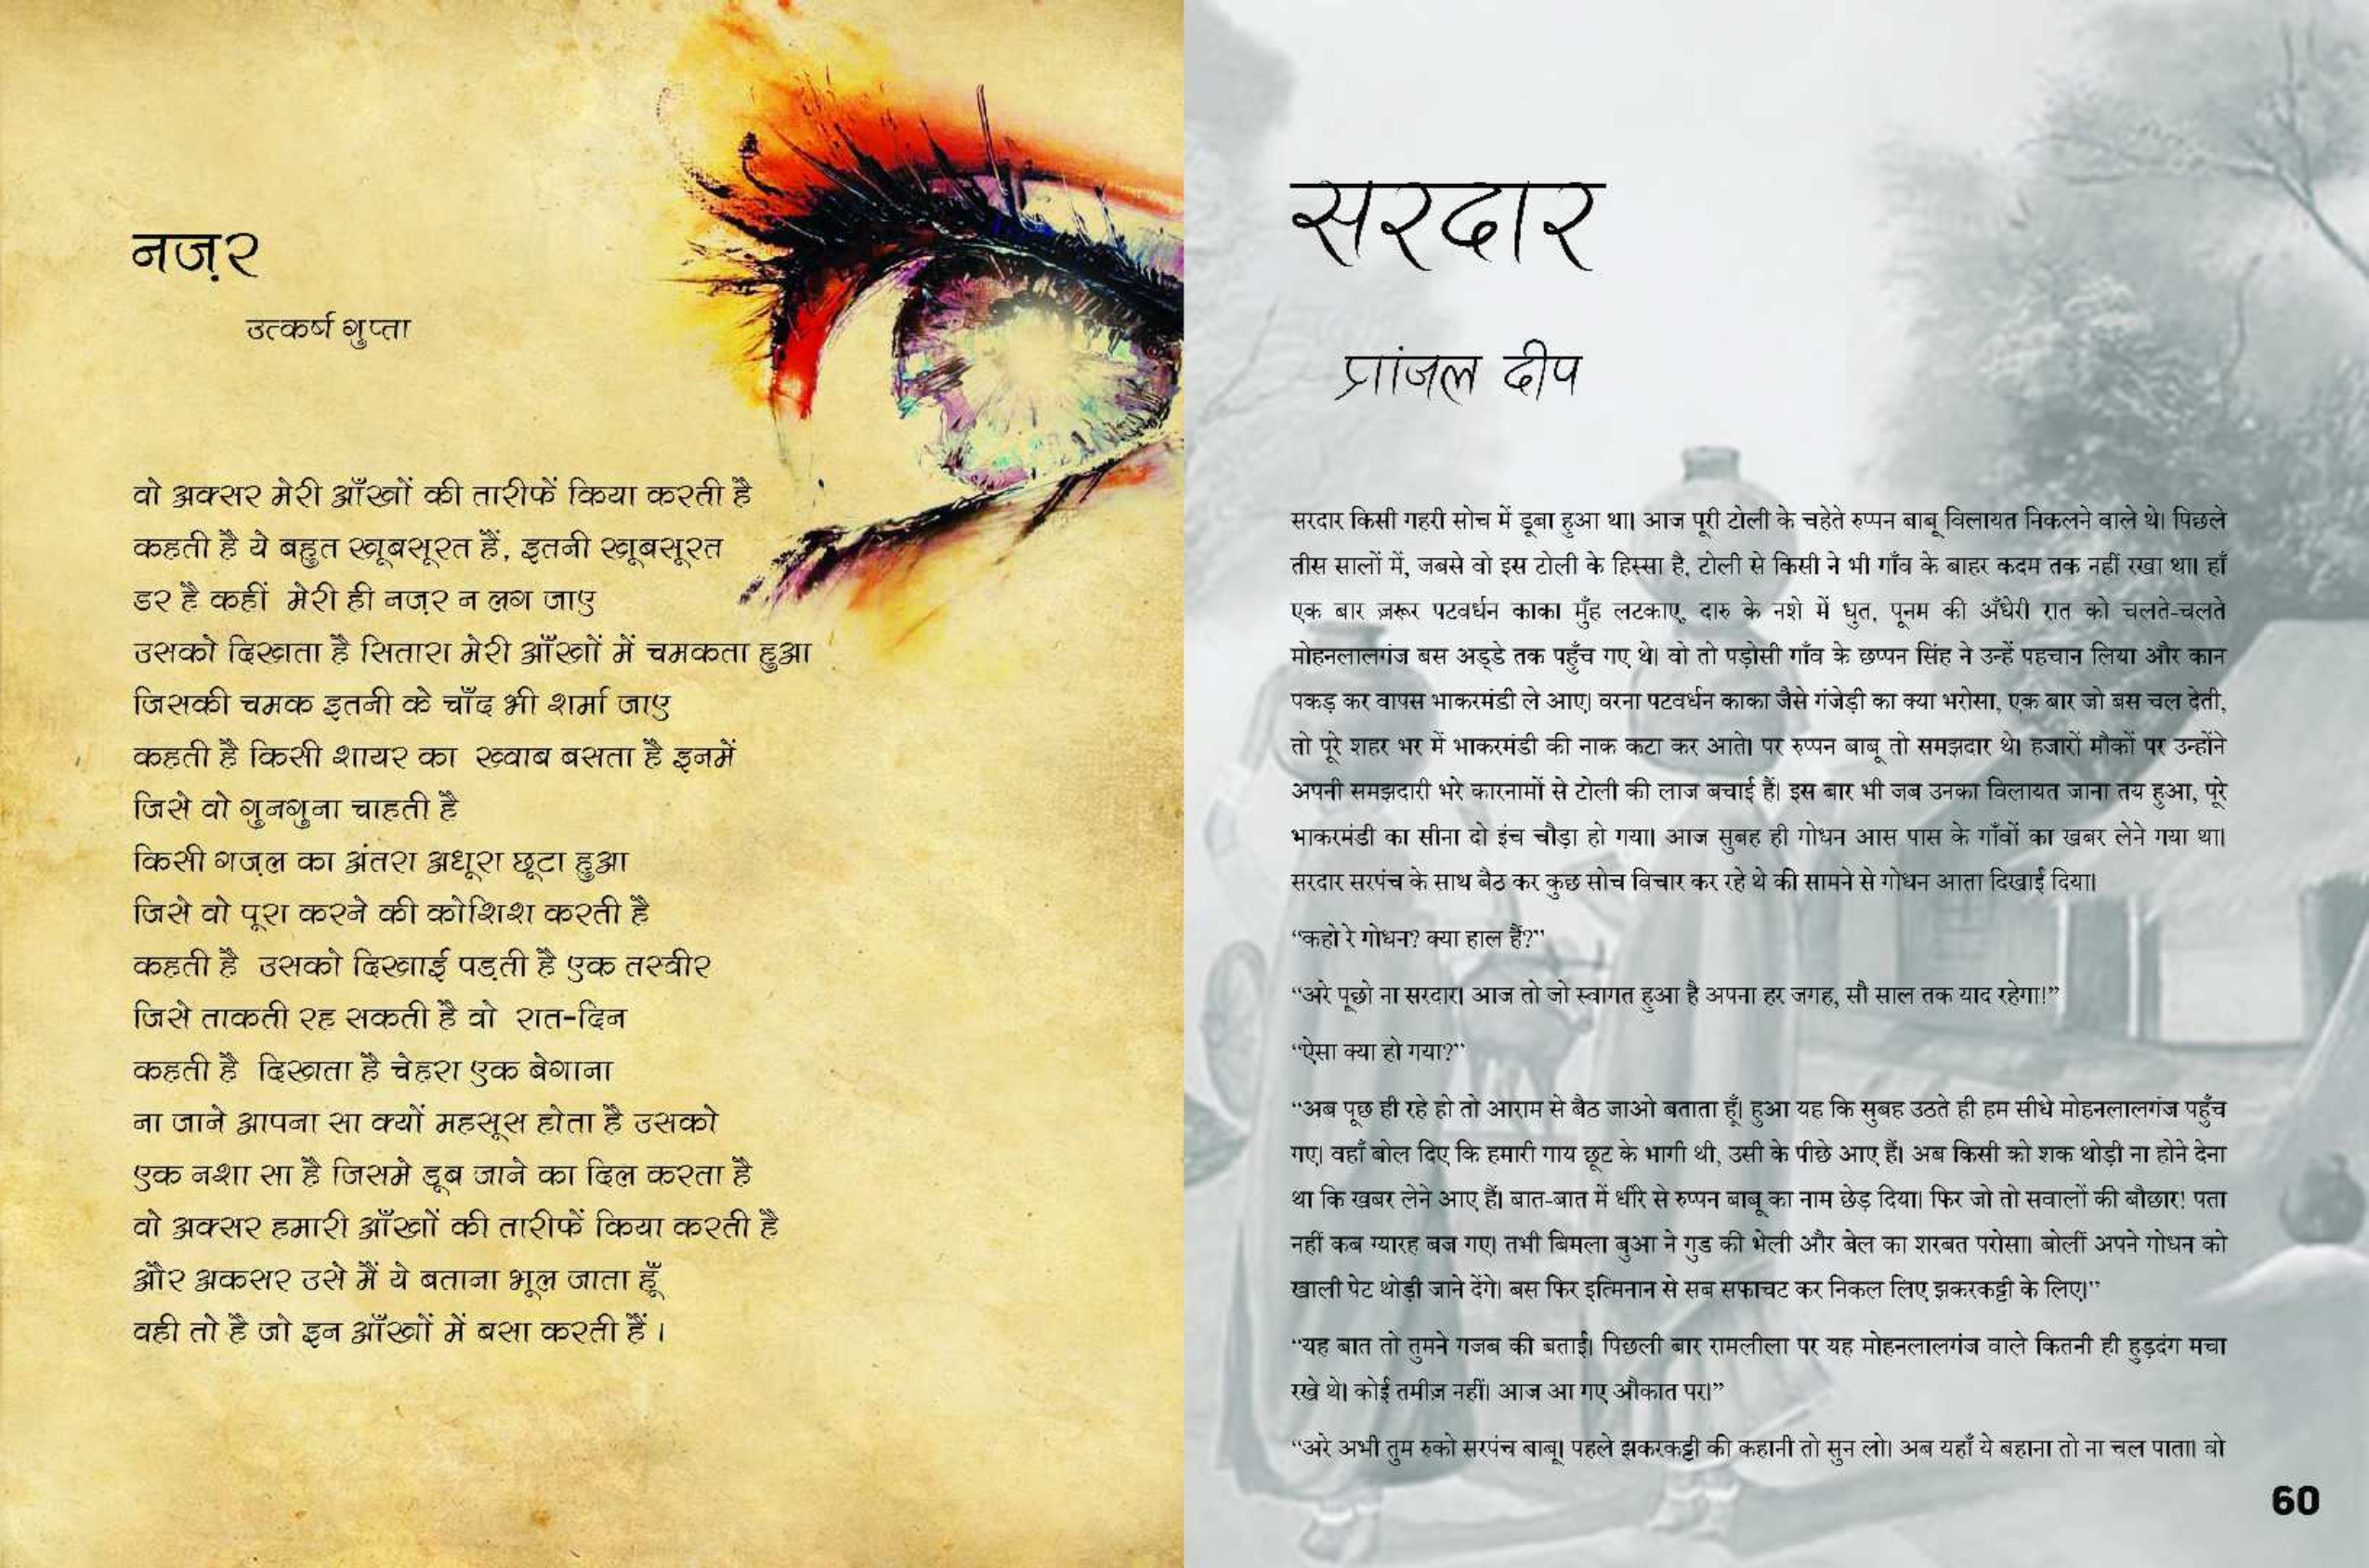 नज़र
उत्कर्ष गुप्ता
वो अक्सर मेरी आँखों की तारीफें किया करती है
कहती है ये बहुत खूबसूरत हैं, इतनी खूबसूरत
डर है कहीं मेरी ही नज़र न लग जाए
उसको दिखता है सितारा मेरी आँखों में चमकता हुआ
जिसकी चमक इतनी के चाँद भी शर्मा जाए
कहती है किसी शायर का ख्वाब बसता है इनमें
जिसे वो गुनगुना चाहती है
किसी गज़ल का अंतरा अधूरा छूटा हुआ
जिसे वो पूरा करने की कोशिश करती है
कहती है उसको दिखाई पड़ती है एक तस्वीर
जिसे ताकती रह सकती है वो रात-दिन
कहती है दिखता है चेहरा एक बेगाना
ना जाने आपना सा क्यों महसूस होता है उसको
एक नशा सा है जिसमे डूब जाने का दिल करता है
वो अक्सर हमारी आँखों की तारीफें किया करती है
और अकसर उसे मैं ये बताना भूल जाता हूँ
वही तो है जो इन आँखों में बसा करती हैं ।
सरदार
प्रांजल दीप
सरदार किसी गहरी सोच में डूबा हुआ था। आज पूरी टोली के चहेते रुप्पन बाबू विलायत निकलने वाले थे। पिछले
तीस सालों में, जबसे वो इस टोली के हिस्सा है, टोली से किसी ने भी गाँव के बाहर कदम तक नहीं रखा था। हाँ
एक बार ज़रूर पटवर्धन काका मुँह लटकाए, दारु के नशे में धुत, पूनम की अँधेरी रात को चलते-चलते
मोहनलालगंज बस अड्डे तक पहुँच गए थे। वो तो पड़ोसी गाँव के छप्पन सिंह ने उन्हें पहचान लिया और कान
पकड़ कर वापस भाकरमंडी ले आए। वरना पटवर्धन काका जैसे गंजेड़ी का क्या भरोसा, एक बार जो बस चल देती,
तो पूरे शहर भर में भाकरमंडी की नाक कटा कर आते। पर रुप्पन बाबू तो समझदार थे। हजारों मौकों पर उन्होंने
अपनी समझदारी भरे कारनामों से टोली की लाज बचाई हैं। इस बार भी जब उनका विलायत जाना तय हुआ, पूरे
भाकरमंडी का सीना दो इंच चौड़ा हो गया। आज सुबह ही गोधन आस पास के गाँवों का खबर लेने गया था।
सरदार सरपंच के साथ बैठ कर कुछ सोच विचार कर रहे थे की सामने से गोधन आता दिखाई दिया।
“कहो रे गोधन? क्या हाल हैं?”
“अरे पूछो ना सरदार। आज तो जो स्वागत हुआ है अपना हर जगह, सौ साल तक याद रहेगा!”
“ऐसा क्या हो गया?”
“अब पूछ ही रहे हो तो आराम से बैठ जाओ बताता हूँ। हुआ यह कि सुबह उठते ही हम सीधे मोहनलालगंज पहुँच
गए। वहाँ बोल दिए कि हमारी गाय छूट के भागी थी, उसी के पीछे आए हैं। अब किसी को शक थोड़ी ना होने देना
था कि खबर लेने आए हैं। बात-बात में धीरे से रुप्पन बाबू का नाम छेड़ दिया। फिर जो तो सवालों की बौछार! पता
नहीं कब ग्यारह बज गए। तभी बिमला बुआ ने गुड की भेली और बेल का शरबत परोसा। बोलीं अपने गोधन को
खाली पेट थोड़ी जाने देंगे। बस फिर इत्मिनान से सब सफाचट कर निकल लिए झकरकट्टी के लिए।”
“यह बात तो तुमने गजब की बताई। पिछली बार रामलीला पर यह मोहनलालगंज वाले कितनी ही हुड़दंग मचा
रखे थे। कोई तमीज़ नहीं। आज आ गए औकात पर।”
“अरे अभी तुम रुको सरपंच बाबू। पहले झकरकट्टी की कहानी तो सुन लो। अब यहाँ ये बहाना तो ना चल पाता। वो
60